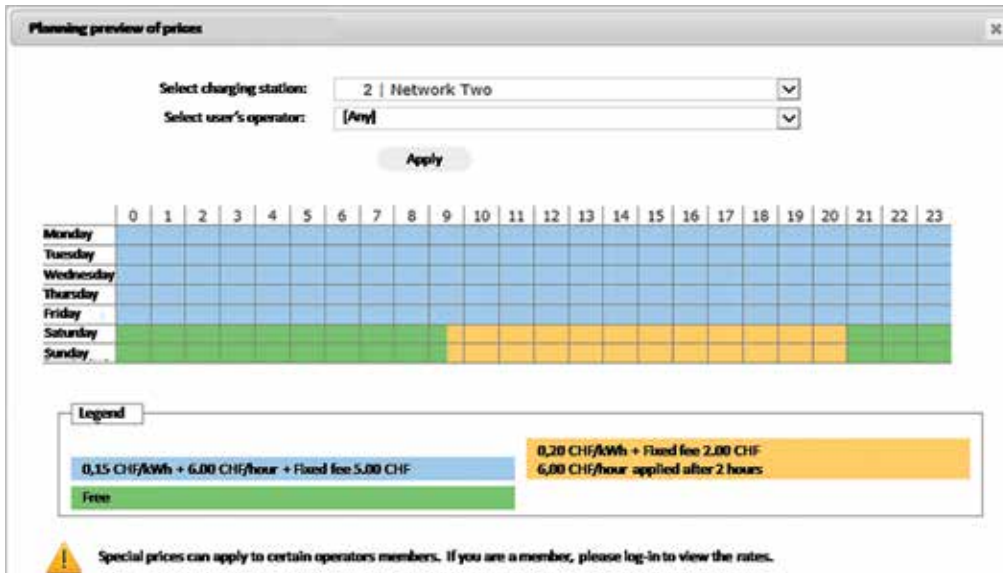 Planning preview of prices
Select charging station: 2 | Network Two
Select user's operator: [Any]
Apply
0 1 2 3 4 5 6 7 8 9 10 11 12 13 14 15 16 17 18 19 20 21 22 23
Monday
Tuesday
Wednesday
Thursday
Friday
Saturday
Sunday
Legend
0,15 CHF/kWh + 6.00 CHF/hour + Fixed fee 5.00 CHF
Free
0,20 CHF/kWh + Fixed fee 2.00 CHF
6,00 CHF/hour applied after 2 hours
Special prices can apply to certain operators members. If you are a member, please log-in to view the rates.